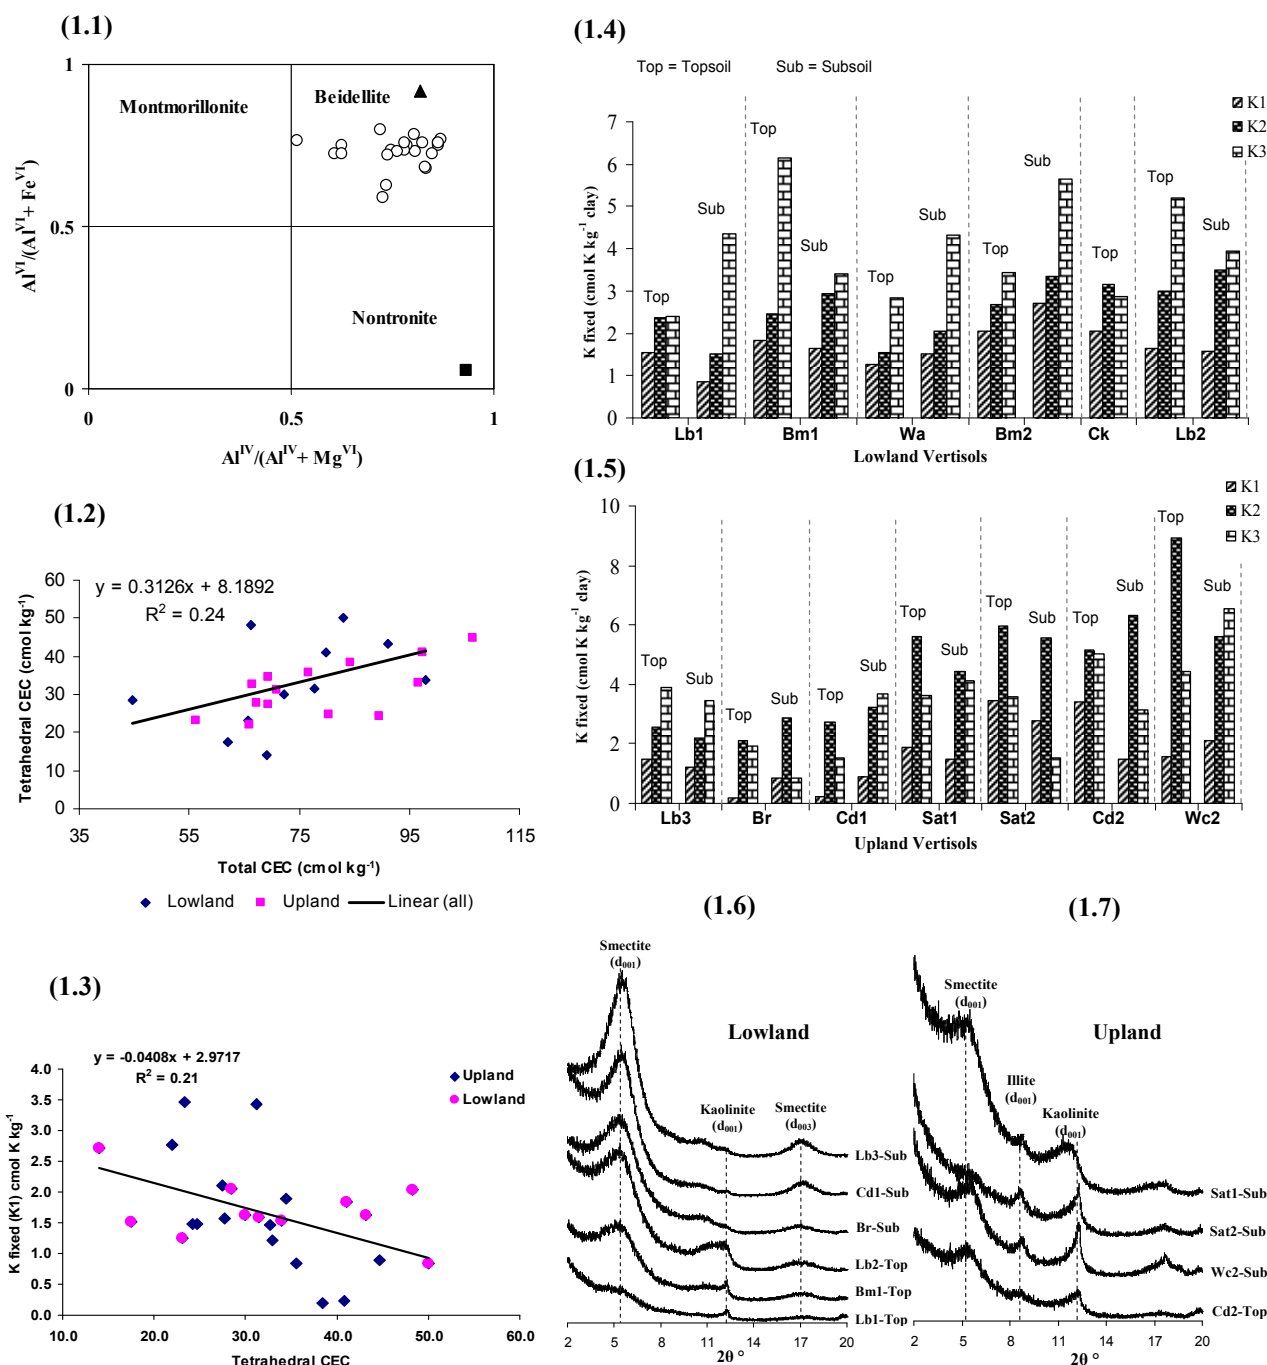 (1.1)
1
Montmorillonite
Beidellite
0.5
Nontronite
0
0
0.5
1
Al^VI/(Al^VI + Fe^VI)
Al^IV/(Al^IV + Mg^VI)
(1.2)
y = 0.3126x + 8.1892
R² = 0.24
60
50
40
30
20
10
0
35
55
75
95
115
Tetrahedral CEC (cmol kg⁻¹)
Total CEC (cmol kg⁻¹)
Lowland
Upland
Linear (all)
(1.3)
y = -0.0408x + 2.9717
R² = 0.21
Upland
Lowland
4.0
3.5
3.0
2.5
2.0
1.5
1.0
0.5
0.0
10.0
20.0
30.0
40.0
50.0
60.0
K fixed (K1) cmol K kg⁻¹
Tetrahedral CEC
(1.4)
Top = Topsoil
Sub = Subsoil
K1
K2
K3
7
6
5
4
3
2
1
0
K fixed (cmol K kg⁻¹ clay)
Top
Sub
Top
Sub
Top
Sub
Top
Sub
Top
Top
Sub
Lb1
Bm1
Wa
Bm2
Ck
Lb2
Lowland Vertisols
(1.5)
K1
K2
K3
10
8
6
4
2
0
K fixed (cmol K kg⁻¹ clay)
Top
Sub
Top
Sub
Top
Sub
Top
Sub
Top
Sub
Top
Sub
Top
Sub
Lb3
Br
Cd1
Sat1
Sat2
Cd2
Wc2
Upland Vertisols
(1.6)
Smectite
(d₀₀₁)
Lowland
Kaolinite
(d₀₀₁)
Smectite
(d₀₀₃)
Lb3-Sub
Cd1-Sub
Br-Sub
Lb2-Top
Bm1-Top
Lb1-Top
2
5
8
11
14
17
20
2θ °
(1.7)
Smectite
(d₀₀₁)
Upland
Illite
(d₀₀₁)
Kaolinite
(d₀₀₁)
Sat1-Sub
Sat2-Sub
Wc2-Sub
Cd2-Top
2
5
8
11
14
17
20
2θ °